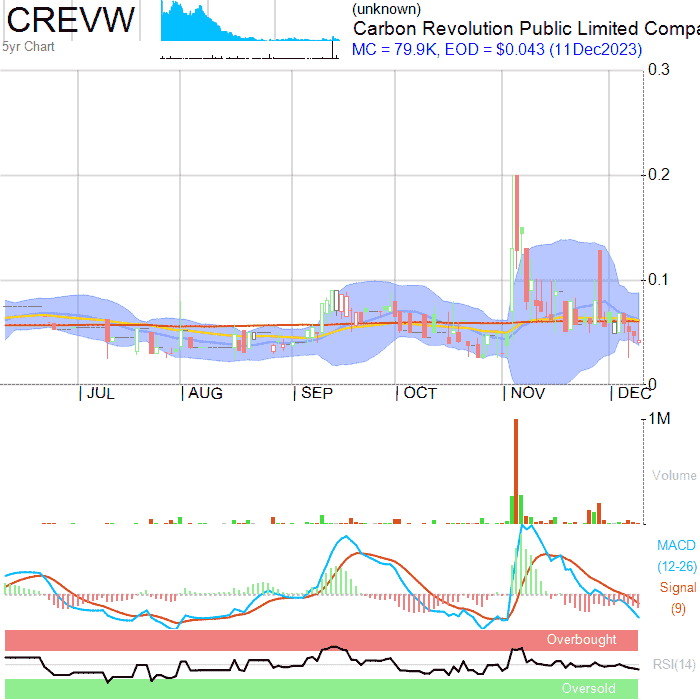 CREVW
5yr Chart
(unknown)
Carbon Revolution Public Limited Compa
MC = 79.9K, EOD = $0.043 (11Dec2023)
0.3
0.2
0.1
0
JUL AUG SEP OCT NOV DEC
1M
Volume
MACD
(12-26)
Signal
(9)
Overbought
RSI(14)
Oversold